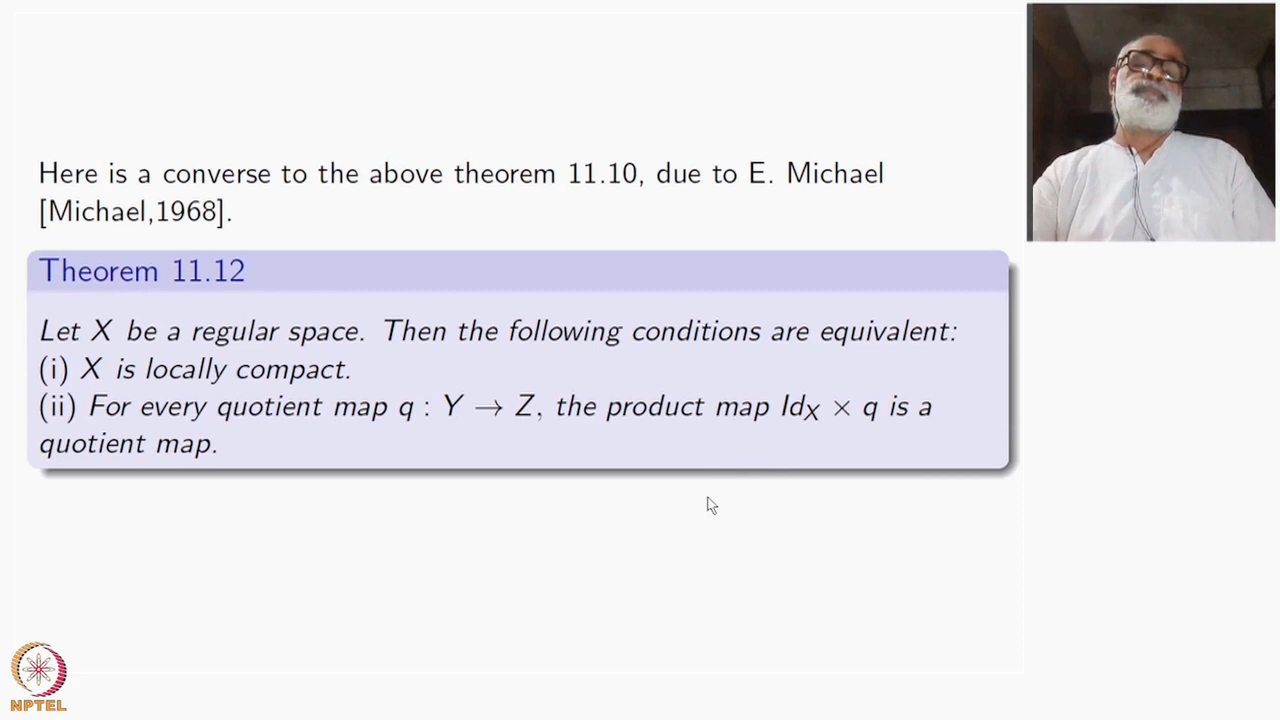 Here is a converse to the above theorem 11.10, due to E. Michael
[Michael,1968].
Theorem 11.12
Let X be a regular space. Then the following conditions are equivalent:
(i) X is locally compact.
(ii) For every quotient map q : Y → Z, the product map Id_X × q is a
quotient map.
NPTEL